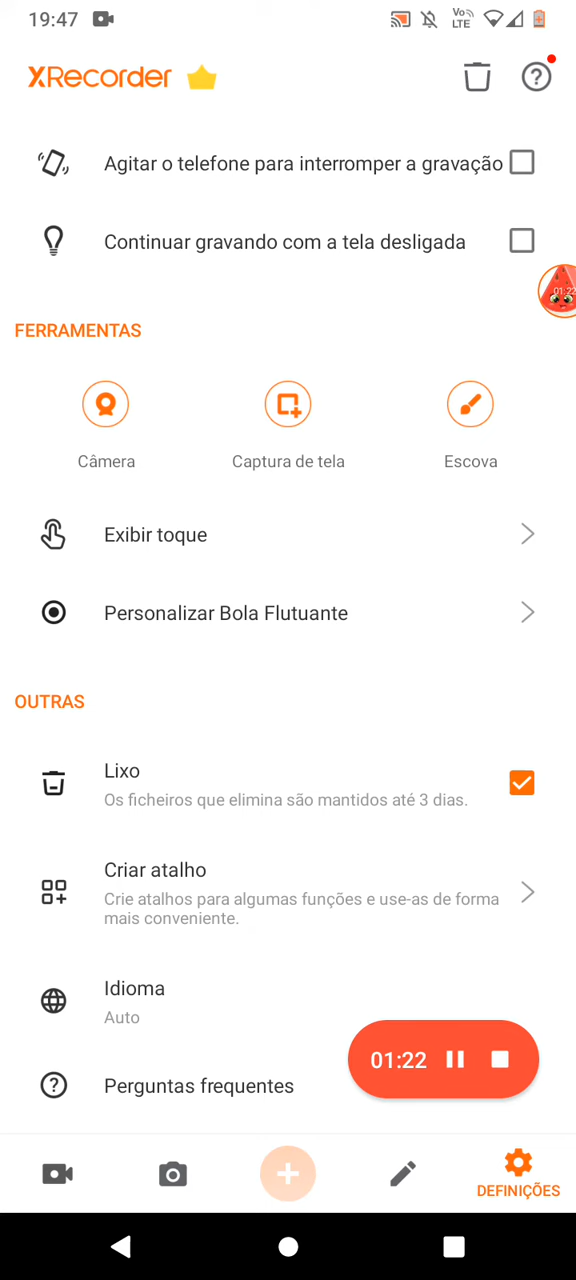 19:47
Vo
LTE
XRecorder
Agitar o telefone para interromper a gravação
Continuar gravando com a tela desligada
01:22
FERRAMENTAS
Câmera
Captura de tela
Escova
Exibir toque
Personalizar Bola Flutuante
OUTRAS
Lixo
Os ficheiros que elimina são mantidos até 3 dias.
Criar atalho
Crie atalhos para algumas funções e use-as de forma
mais conveniente.
Idioma
Auto
01:22
Perguntas frequentes
DEFINIÇÕES